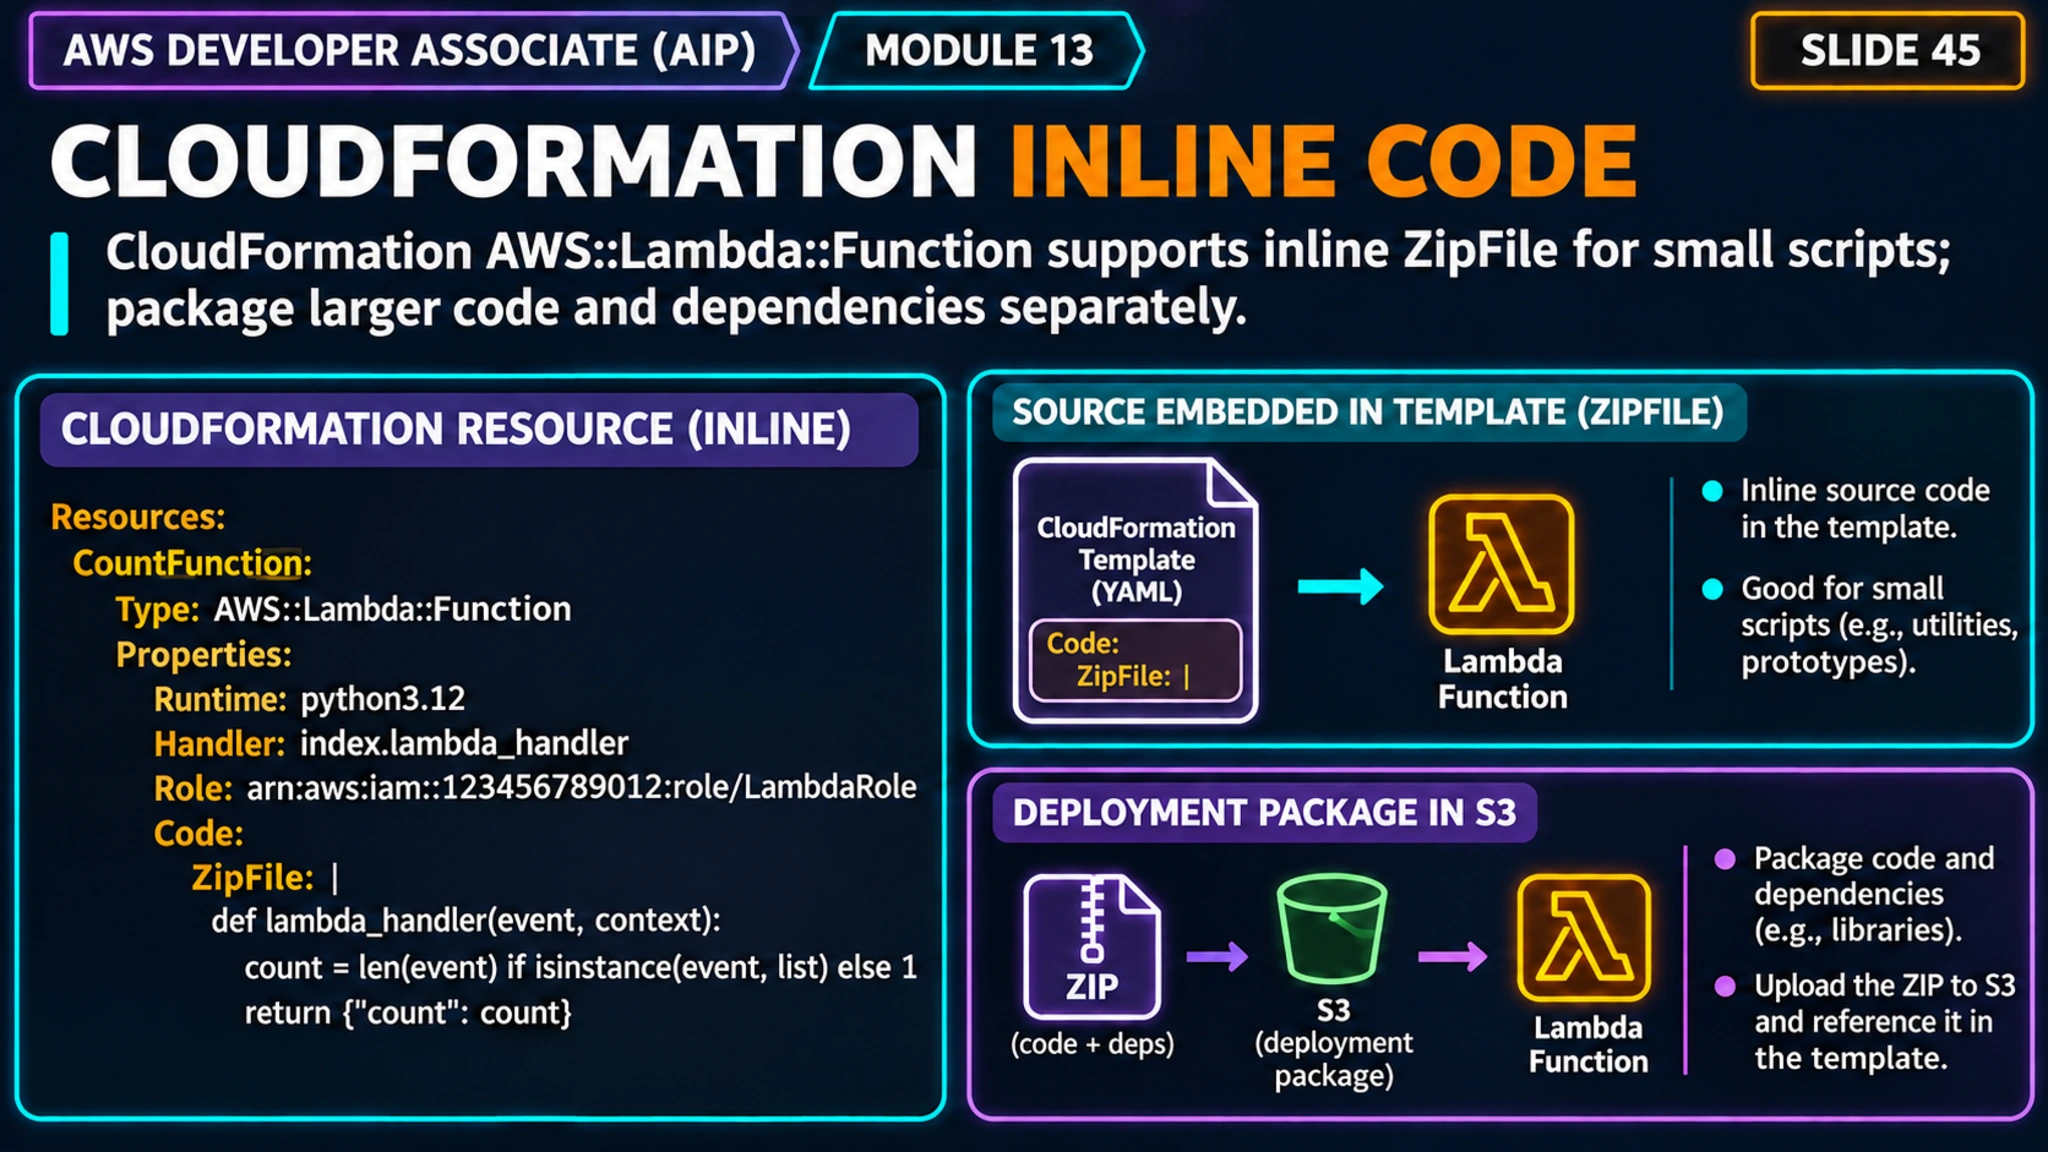 AWS DEVELOPER ASSOCIATE (AIP)
MODULE 13
SLIDE 45
CLOUDFORMATION INLINE CODE
CloudFormation AWS::Lambda::Function supports inline ZipFile for small scripts;
package larger code and dependencies separately.
CLOUDFORMATION RESOURCE (INLINE)
Resources:
CountFunction:
Type: AWS::Lambda::Function
Properties:
Runtime: python3.12
Handler: index.lambda_handler
Role: arn:aws:iam::123456789012:role/LambdaRole
Code:
ZipFile: |
def lambda_handler(event, context):
count = len(event) if isinstance(event, list) else 1
return {"count": count}
SOURCE EMBEDDED IN TEMPLATE (ZIPFILE)
CloudFormation
Template
(YAML)
Code:
ZipFile: |
Lambda
Function
Inline source code
in the template.
Good for small
scripts (e.g., utilities,
prototypes).
DEPLOYMENT PACKAGE IN S3
ZIP
(code + deps)
S3
(deployment
package)
Lambda
Function
Package code and
dependencies
(e.g., libraries).
Upload the ZIP to S3
and reference it in
the template.